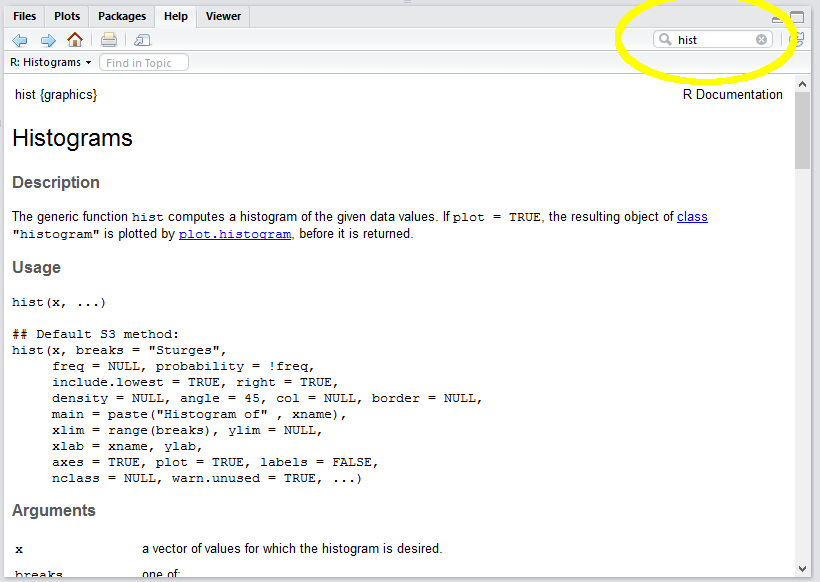 Files Plots Packages Help Viewer
hist
R: Histograms Find in Topic
hist {graphics} R Documentation
Histograms
Description
The generic function hist computes a histogram of the given data values. If plot = TRUE, the resulting object of class
"histogram" is plotted by plot.histogram, before it is returned.
Usage
hist(x, ...)
## Default S3 method:
hist(x, breaks = "Sturges",
     freq = NULL, probability = !freq,
     include.lowest = TRUE, right = TRUE,
     density = NULL, angle = 45, col = NULL, border = NULL,
     main = paste("Histogram of" , xname),
     xlim = range(breaks), ylim = NULL,
     xlab = xname, ylab,
     axes = TRUE, plot = TRUE, labels = FALSE,
     nclass = NULL, warn.unused = TRUE, ...)
Arguments
x a vector of values for which the histogram is desired.
breaks one of: